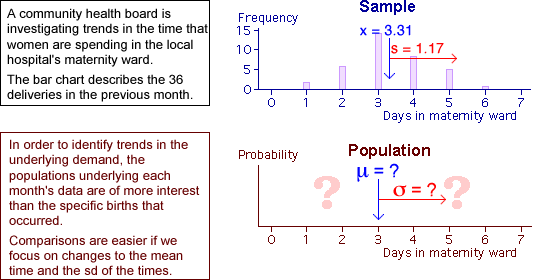 A community health board is
investigating trends in the time that
women are spending in the local
hospital's maternity ward.
The bar chart describes the 36
deliveries in the previous month.
Sample
Frequency
x = 3.31
s = 1.17
15
10
5
0
0 1 2 3 4 5 6 7
Days in maternity ward
In order to identify trends in the
underlying demand, the
populations underlying each
month's data are of more interest
than the specific births that
occurred.
Comparisons are easier if we
focus on changes to the mean
time and the sd of the times.
Population
Probability
μ = ?
σ = ?
? ?
0 1 2 3 4 5 6 7
Days in maternity ward